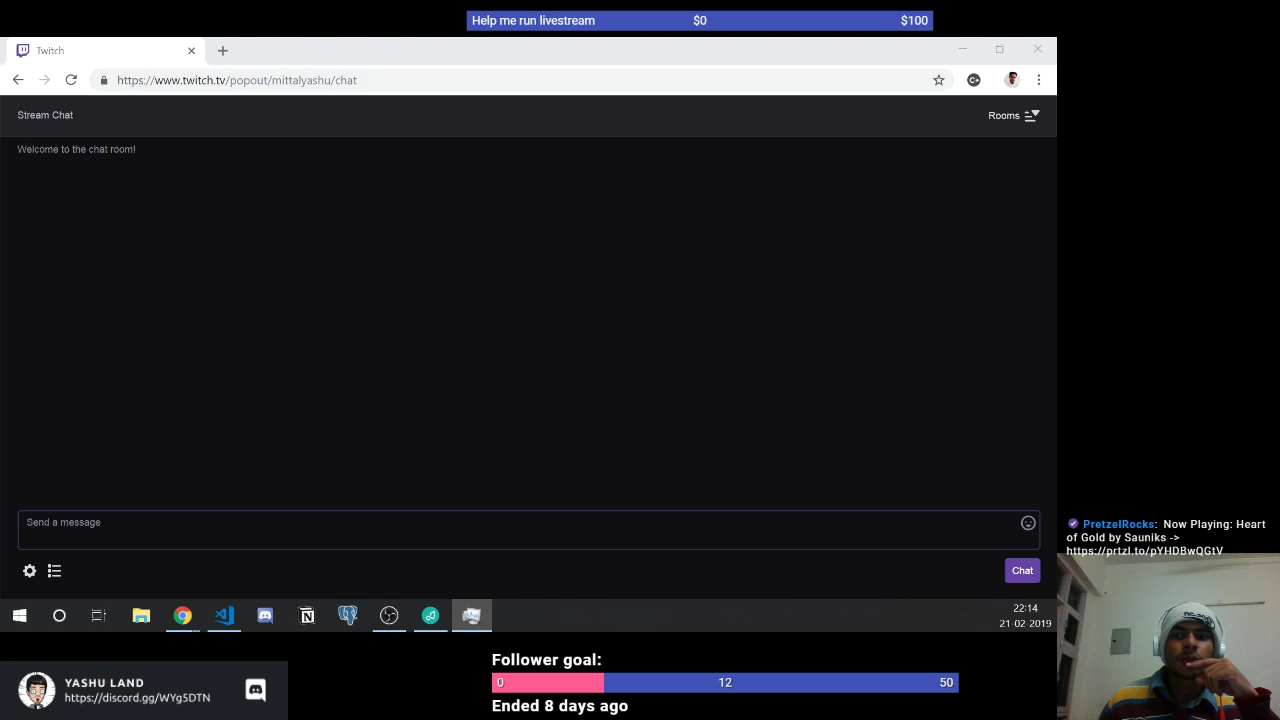 Help me run livestream $0 $100
Twitch
https://www.twitch.tv/popout/mittalyashu/chat
Stream Chat
Rooms
Welcome to the chat room!
Send a message
Chat
PretzelRocks: Now Playing: Heart
of Gold by Sauniks ->
https://prtzl.to/pYHDBwQGtV
22:14
21-02-2019
YASHU LAND
https://discord.gg/WYg5DTN
Follower goal:
0 12 50
Ended 8 days ago